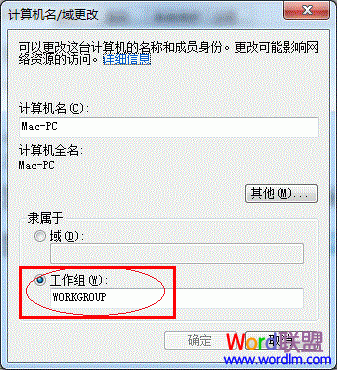 计算机名/域更改
可以更改这台计算机的名称和成员身份。更改可能影响网
络资源的访问。详细信息
计算机名(C):
Mac-PC
计算机全名:
Mac-PC
其他(M)...
隶属于
域(D):
工作组(W):
WORKGROUP
确定
取消
Word联盟
www.wordlm.com